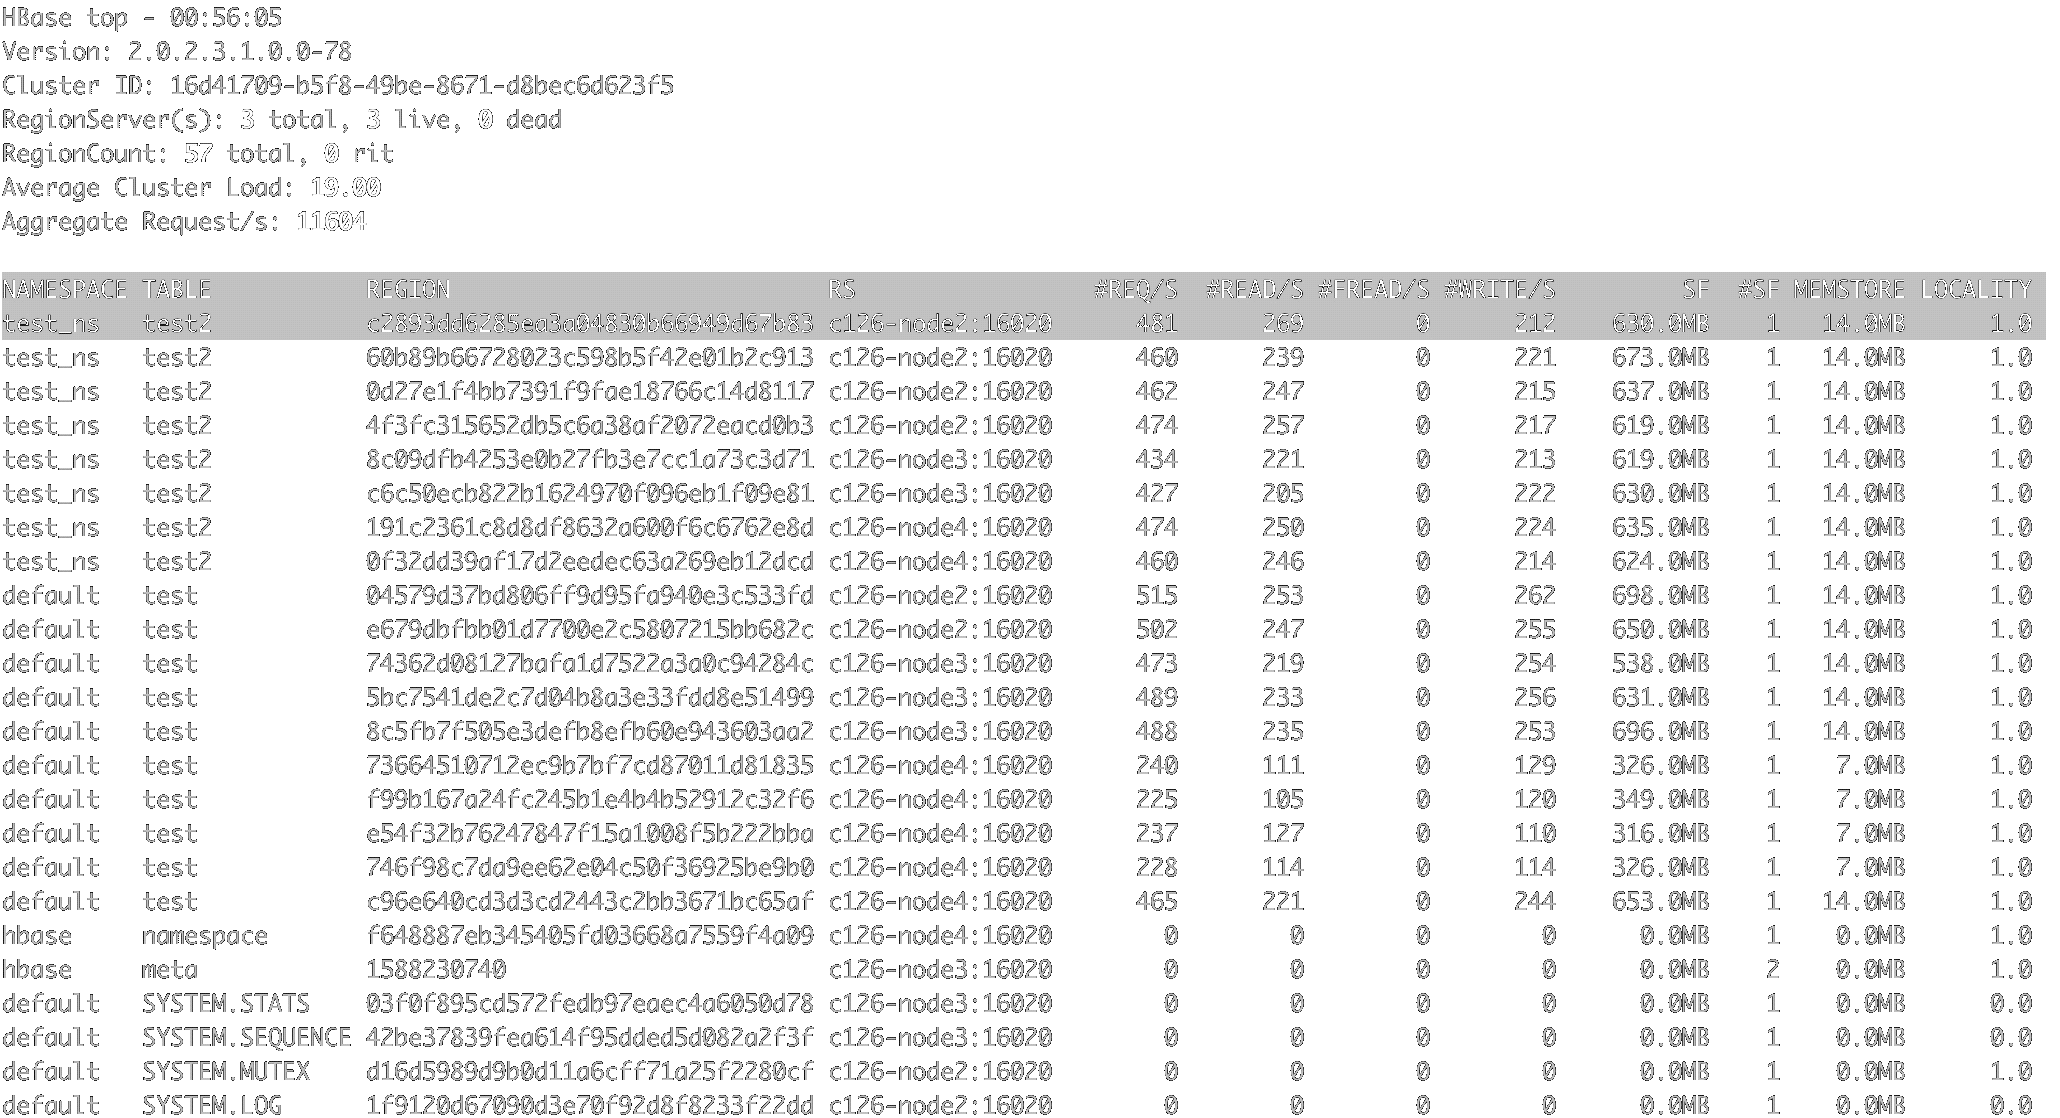 HBase top - 00:56:05
Version: 2.0.2.3.1.0.0-78
Cluster ID: 16d41709-b5f8-49be-8671-d8bec6d623f5
RegionServer(s): 3 total, 3 live, 0 dead
RegionCount: 57 total, 0 rit
Average Cluster Load: 19.00
Aggregate Request/s: 11604
NAMESPACE TABLE REGION RS #REQ/S #READ/S #FREAD/S #WRITE/S SF #SF MEMSTORE LOCALITY
test_ns test2 c2893dd6285ea3a04830b66949d67b83 c126-node2:16020 481 269 0 212 630.0MB 1 14.0MB 1.0
test_ns test2 60b89b66728023c598b5f42e01b2c913 c126-node2:16020 460 239 0 221 673.0MB 1 14.0MB 1.0
test_ns test2 0d27e1f4bb7391f9fae18766c14d8117 c126-node2:16020 462 247 0 215 637.0MB 1 14.0MB 1.0
test_ns test2 4f3fc315652db5c6a38af2072eacd0b3 c126-node2:16020 474 257 0 217 619.0MB 1 14.0MB 1.0
test_ns test2 8c09dfb4253e0b27fb3e7cc1a73c3d71 c126-node3:16020 434 221 0 213 619.0MB 1 14.0MB 1.0
test_ns test2 c6c50ecb822b1624970f096eb1f09e81 c126-node3:16020 427 205 0 222 630.0MB 1 14.0MB 1.0
test_ns test2 191c2361c8d8df8632a600f6c6762e8d c126-node4:16020 474 250 0 224 635.0MB 1 14.0MB 1.0
test_ns test2 0f32dd39af17d2eedec63a269eb12dcd c126-node4:16020 460 246 0 214 624.0MB 1 14.0MB 1.0
default test 04579d37bd806ff9d95fa940e3c533fd c126-node2:16020 515 253 0 262 698.0MB 1 14.0MB 1.0
default test e679dbfbb01d7700e2c5807215bb682c c126-node2:16020 502 247 0 255 650.0MB 1 14.0MB 1.0
default test 74362d08127bafa1d7522a3a0c94284c c126-node3:16020 473 219 0 254 538.0MB 1 14.0MB 1.0
default test 5bc7541de2c7d04b8a3e33fdd8e51499 c126-node3:16020 489 233 0 256 631.0MB 1 14.0MB 1.0
default test 8c5fb7f505e3defb8efb60e943603aa2 c126-node3:16020 488 235 0 253 696.0MB 1 14.0MB 1.0
default test 73664510712ec9b7bf7cd87011d81835 c126-node4:16020 240 111 0 129 326.0MB 1 7.0MB 1.0
default test f99b167a24fc245b1e4b4b52912c32f6 c126-node4:16020 225 105 0 120 349.0MB 1 7.0MB 1.0
default test e54f32b76247847f15a1008f5b222bba c126-node4:16020 237 127 0 110 316.0MB 1 7.0MB 1.0
default test 746f98c7da9ee62e04c50f36925be9b0 c126-node4:16020 228 114 0 114 326.0MB 1 7.0MB 1.0
default test c96e640cd3d3cd2443c2bb3671bc65af c126-node4:16020 465 221 0 244 653.0MB 1 14.0MB 1.0
hbase namespace f648887eb345405fd03668a7559f4a09 c126-node4:16020 0 0 0 0 0.0MB 1 0.0MB 1.0
hbase meta 1588230740 c126-node3:16020 0 0 0 0 0.0MB 2 0.0MB 1.0
default SYSTEM.STATS 03f0f895cd572fedb97eaec4a6050d78 c126-node3:16020 0 0 0 0 0.0MB 1 0.0MB 0.0
default SYSTEM.SEQUENCE 42be37839fea614f95dded5d082a2f3f c126-node3:16020 0 0 0 0 0.0MB 1 0.0MB 0.0
default SYSTEM.MUTEX d16d5989d9b0d11a6cff71a25f2280cf c126-node4:16020 0 0 0 0 0.0MB 1 0.0MB 1.0
default SYSTEM.LOG 1f9120d67090d3e70f92d8f8233f22dd c126-node2:16020 0 0 0 0 0.0MB 1 0.0MB 0.0